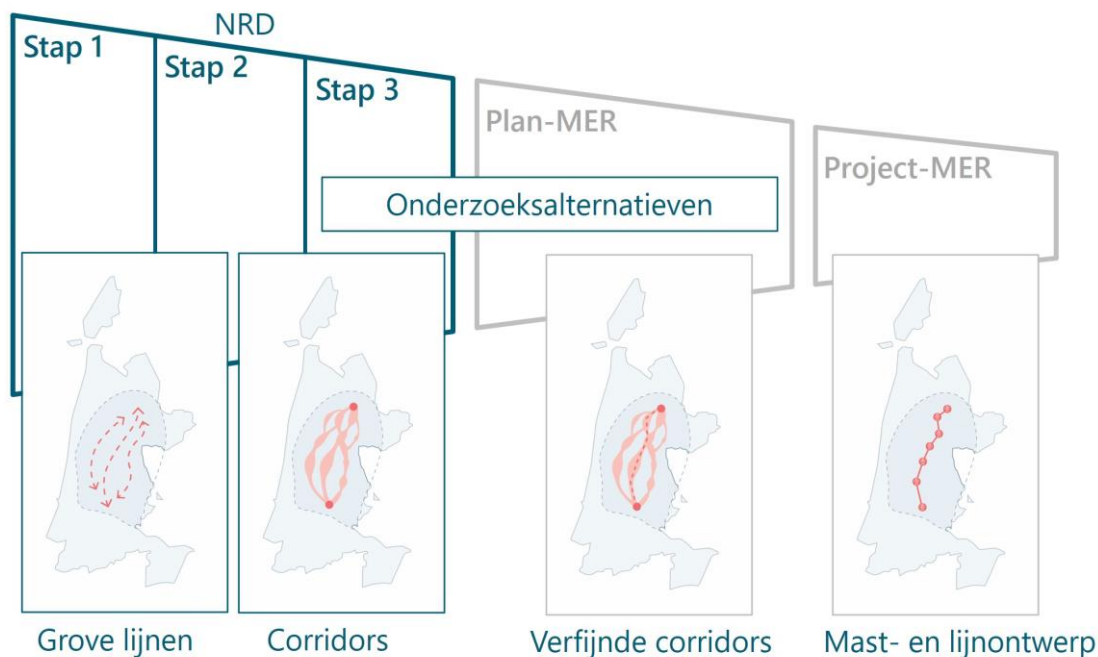 NRD
Stap 1
Stap 2
Stap 3
Plan-MER
Project-MER
Onderzoeksalternatieven
Grove lijnen
Corridors
Verfijnde corridors
Mast- en lijnontwerp